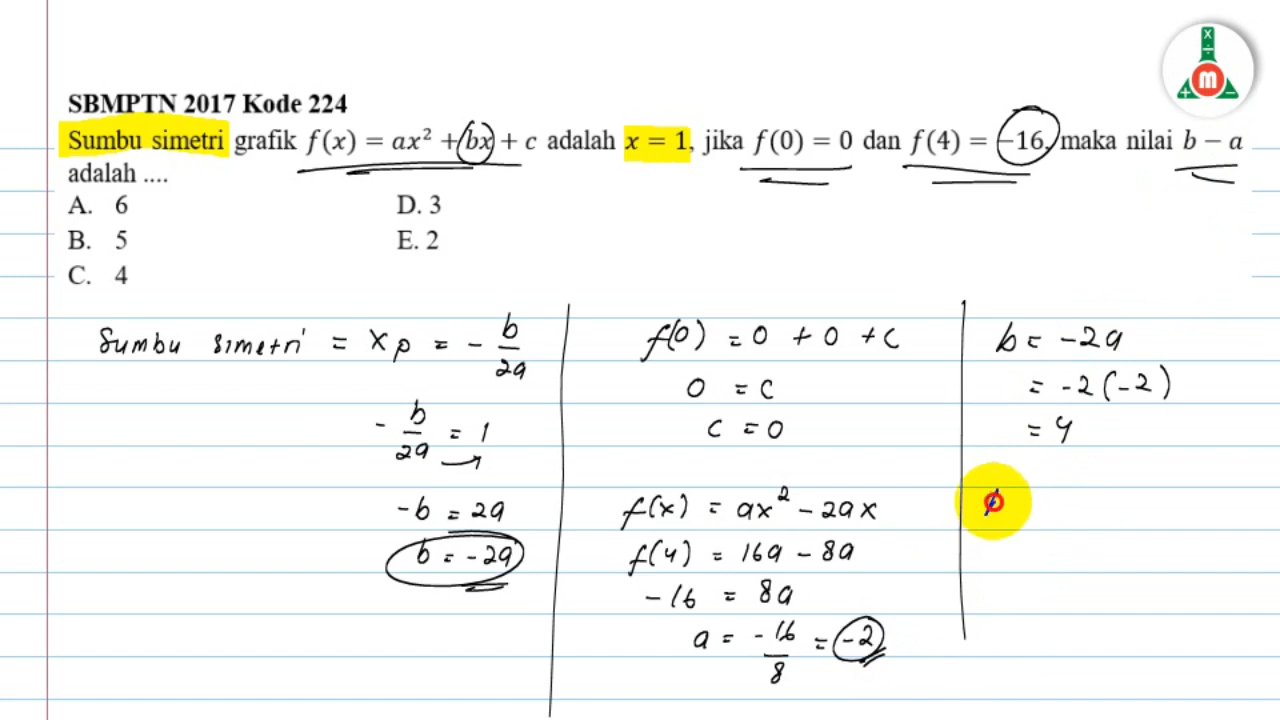 SBMPTN 2017 Kode 224
Sumbu simetri grafik f(x) = ax² + bx + c adalah x = 1, jika f(0) = 0 dan f(4) = −16, maka nilai b − a
adalah ....
A. 6
D. 3
B. 5
E. 2
C. 4
Sumbu simetri = xp = - b/2a
- b/2a = 1
-b = 2a
b = -2a
f(0) = 0 + 0 + c
0 = c
c = 0
f(x) = ax² - 2ax
f(4) = 16a - 8a
-16 = 8a
a = -16/8 = -2
b = -2a
= -2(-2)
= 4
x ÷
m
+ −